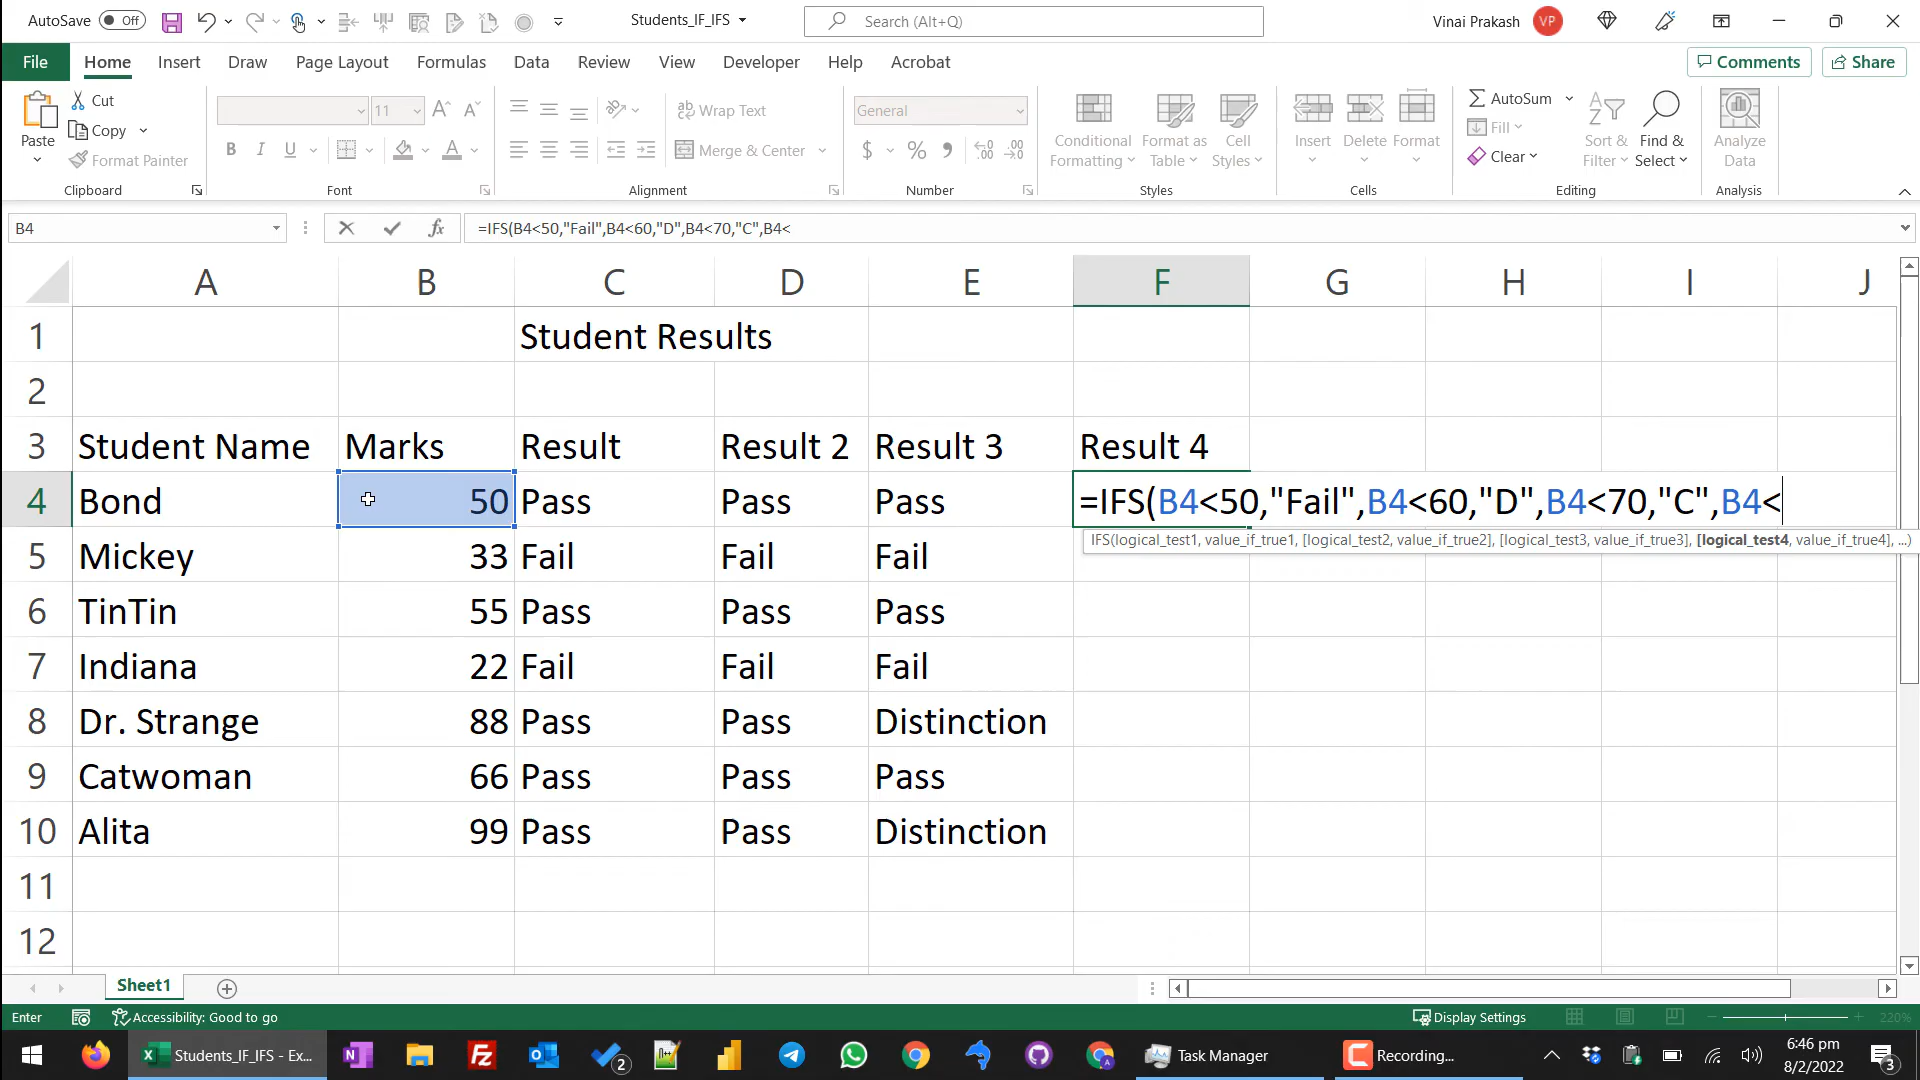 AutoSave Off Students_IF_IFS Search (Alt+Q) Vinai Prakash VP
File Home Insert Draw Page Layout Formulas Data Review View Developer Help Acrobat Comments Share
Paste Cut Copy Format Painter Clipboard
11 B I U A A A Font
Wrap Text Merge & Center Alignment
General $ % Number
Conditional Formatting Format as Table Cell Styles Styles
Insert Delete Format Cells
AutoSum Fill Clear Sort & Filter Find & Select Editing
Analyze Data Analysis
B4 fx =IFS(B4<50,"Fail",B4<60,"D",B4<70,"C",B4<
A B C D E F G H I J
1 Student Results
2
3 Student Name Marks Result Result 2 Result 3 Result 4
4 Bond 50 Pass Pass Pass =IFS(B4<50,"Fail",B4<60,"D",B4<70,"C",B4<
IFS(logical_test1, value_if_true1, [logical_test2, value_if_true2], [logical_test3, value_if_true3], [logical_test4, value_if_true4], ...)
5 Mickey 33 Fail Fail Fail
6 TinTin 55 Pass Pass Pass
7 Indiana 22 Fail Fail Fail
8 Dr. Strange 88 Pass Pass Distinction
9 Catwoman 66 Pass Pass Pass
10 Alita 99 Pass Pass Distinction
11
12
Sheet1
Enter Accessibility: Good to go Display Settings 220%
Students_IF_IFS - Ex... 2 Task Manager Recording... 6:46 pm
8/2/2022 3